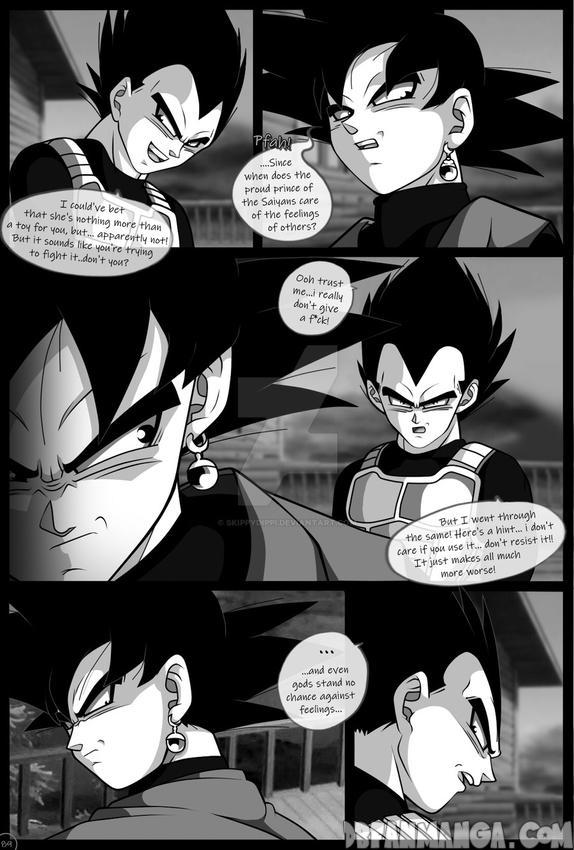 I could've bet
that she's nothing more than
a toy for you, but... apparently not!
But it sounds like you're trying
to fight it..don't you?
Pfah!
....Since
when does the
proud prince of
the Saiyans care
of the feelings
of others?
Ooh trust
me...i really
don't give
a f*ck!
© SKIPPYDIPPI.DEVIANTART.CO
But I went through
the same! Here's a hint... i don't
care if you use it... don't resist it!!
It just makes all much
more worse!
...
...and even
gods stand no
chance against
feelings...
89
DBFANMANGA.COM